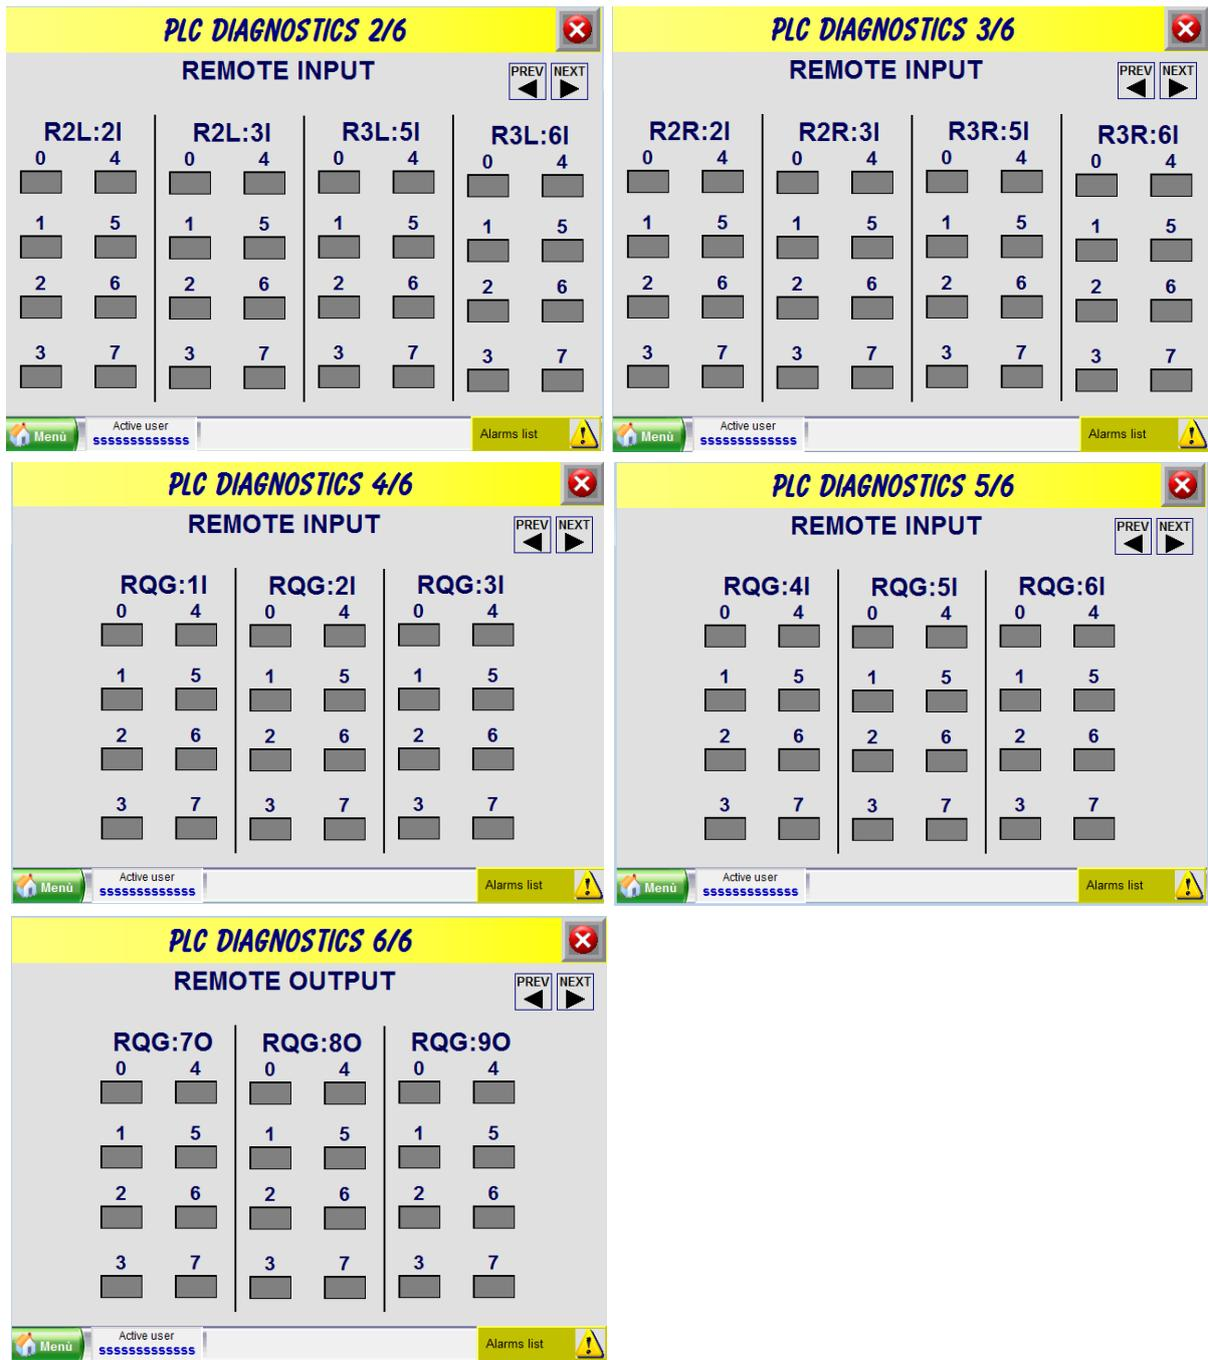 PLC DIAGNOSTICS 2/6
REMOTE INPUT
PREV NEXT
R2L:2I R2L:3I R3L:5I R3L:6I
0 4 0 4 0 4 0 4
1 5 1 5 1 5 1 5
2 6 2 6 2 6 2 6
3 7 3 7 3 7 3 7
Menù
Active user
sssssssssssss
Alarms list
PLC DIAGNOSTICS 3/6
REMOTE INPUT
PREV NEXT
R2R:2I R2R:3I R3R:5I R3R:6I
0 4 0 4 0 4 0 4
1 5 1 5 1 5 1 5
2 6 2 6 2 6 2 6
3 7 3 7 3 7 3 7
Menù
Active user
sssssssssssss
Alarms list
PLC DIAGNOSTICS 4/6
REMOTE INPUT
PREV NEXT
RQG:1I RQG:2I RQG:3I
0 4 0 4 0 4
1 5 1 5 1 5
2 6 2 6 2 6
3 7 3 7 3 7
Menù
Active user
sssssssssssss
Alarms list
PLC DIAGNOSTICS 5/6
REMOTE INPUT
PREV NEXT
RQG:4I RQG:5I RQG:6I
0 4 0 4 0 4
1 5 1 5 1 5
2 6 2 6 2 6
3 7 3 7 3 7
Menù
Active user
sssssssssssss
Alarms list
PLC DIAGNOSTICS 6/6
REMOTE OUTPUT
PREV NEXT
RQG:7O RQG:8O RQG:9O
0 4 0 4 0 4
1 5 1 5 1 5
2 6 2 6 2 6
3 7 3 7 3 7
Menù
Active user
sssssssssssss
Alarms list